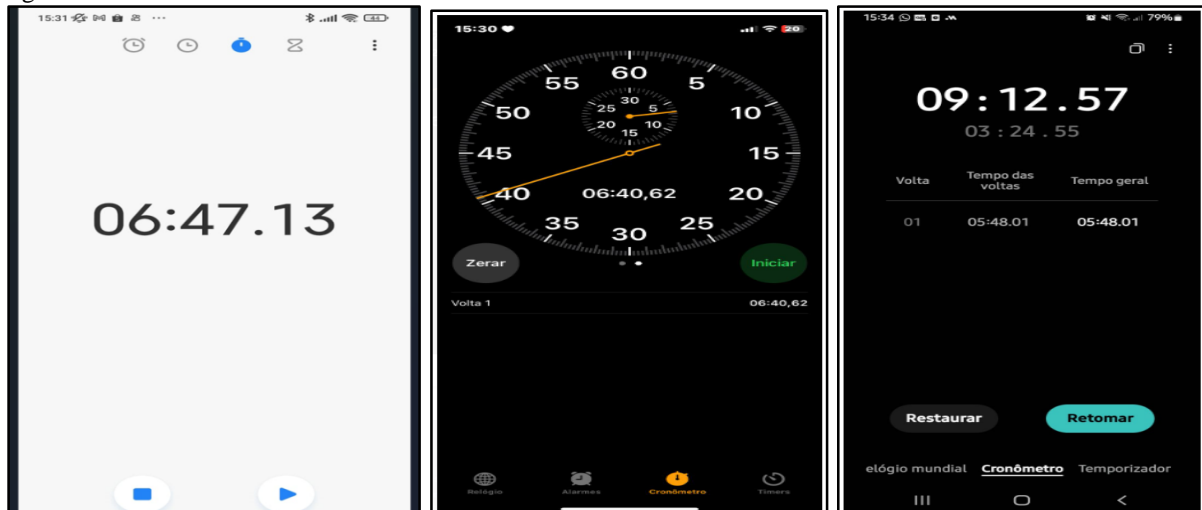 15:31
44
06:47.13
15:30
20
60
55
5
50
10
45
15
40
20
35
25
30
30
25
5
20
10
15
06:40,62
Zerar
Iniciar
Volta 1
06:40,62
Relógio
Alarmes
Cronômetro
Timers
15:34
79%
09:12.57
03:24.55
Volta
Tempo das
voltas
Tempo geral
01
05:48.01
05:48.01
Restaurar
Retomar
elógio mundial
Cronômetro
Temporizador